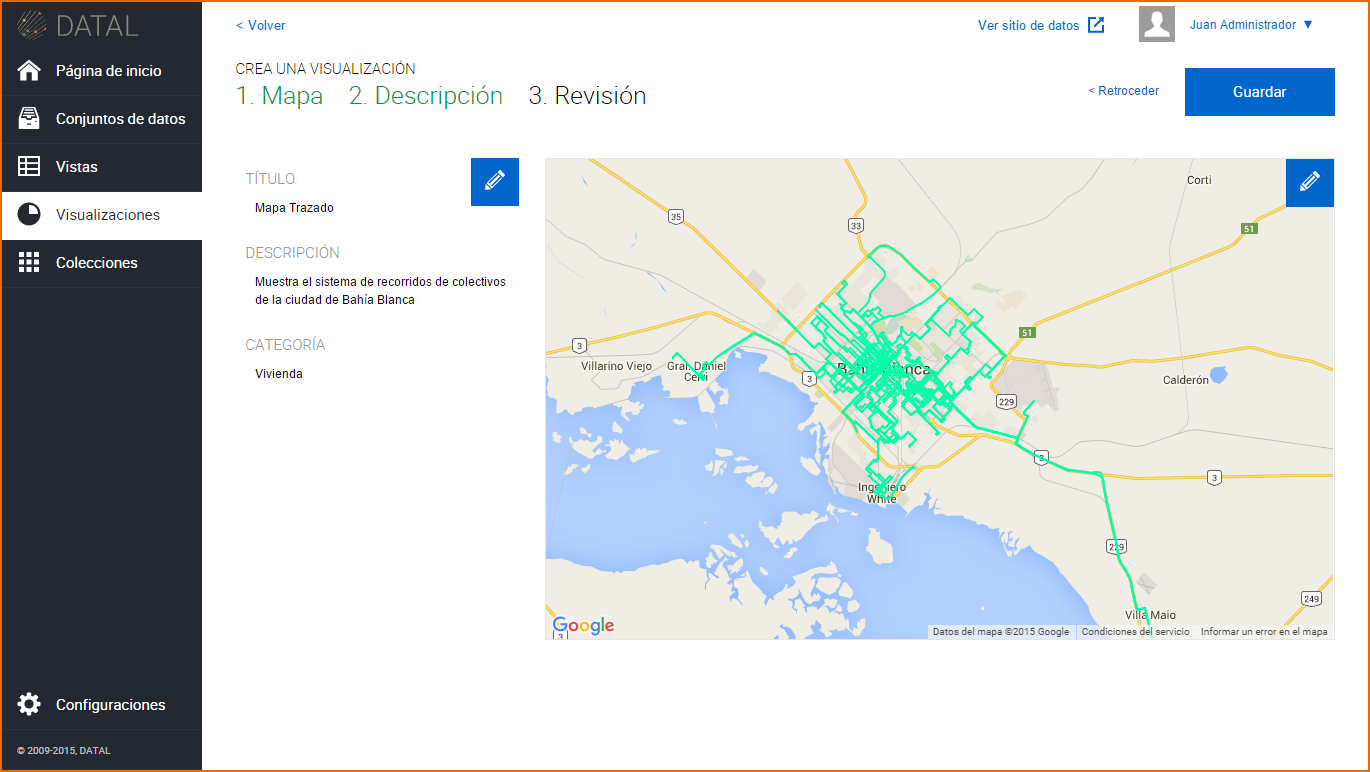 DATAL
Página de inicio
Conjuntos de datos
Vistas
Visualizaciones
Colecciones
Configuraciones
© 2009-2015, DATAL
< Volver
Ver sitio de datos
Juan Administrador ▼
CREA UNA VISUALIZACIÓN
1. Mapa 2. Descripción 3. Revisión
< Retroceder
Guardar
TÍTULO
Mapa Trazado
DESCRIPCIÓN
Muestra el sistema de recorridos de colectivos
de la ciudad de Bahía Blanca
CATEGORÍA
Vivienda
Corti
35
33
51
51
3
Villarino Viejo
Gran Daniel
Cerri
3
Bahía Blanca
Calderón
229
3
3
Ingeniero
White
229
249
Villa Maio
Google
3
Datos del mapa ©2015 Google
Condiciones del servicio
Informar un error en el mapa